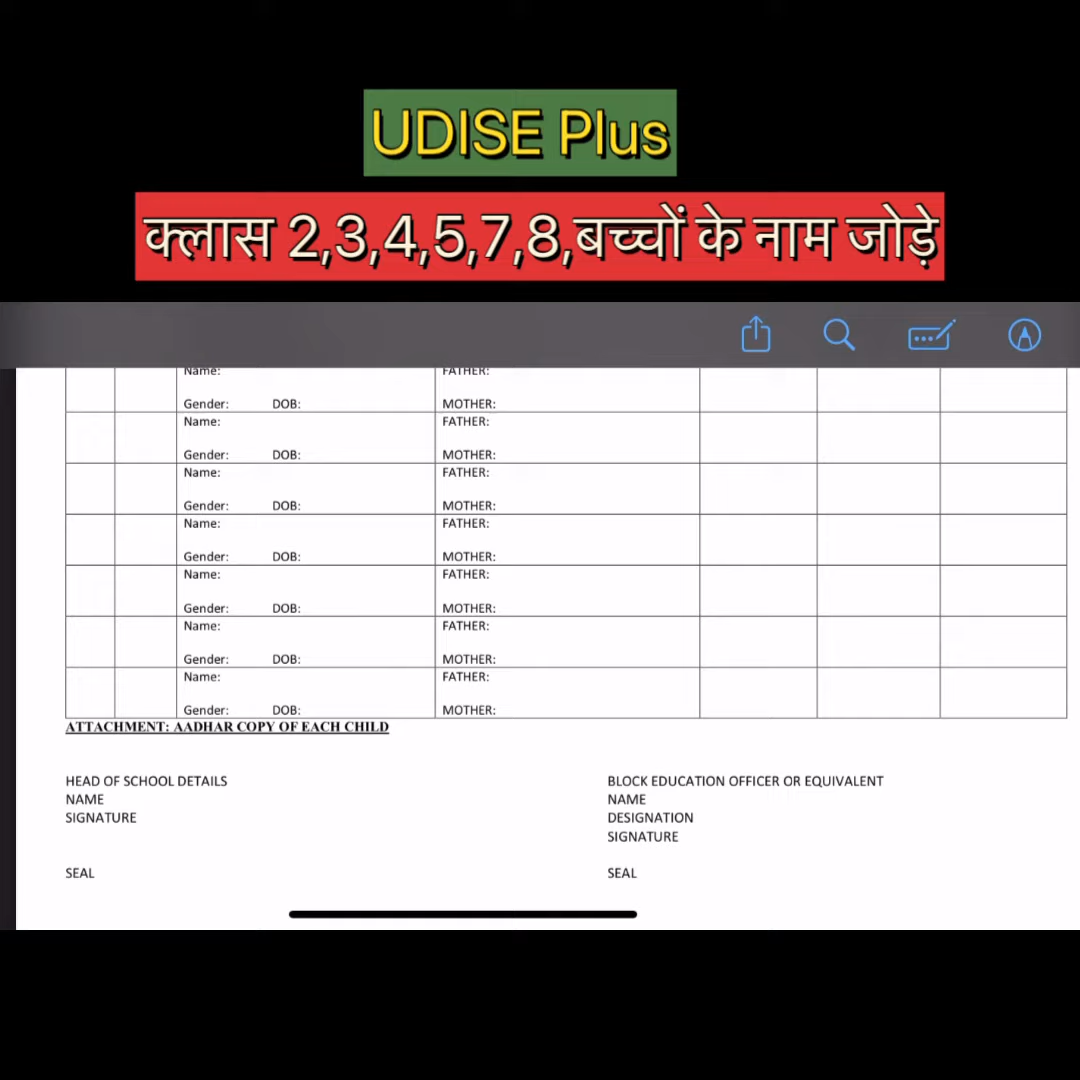 UDISE Plus
क्लास 2,3,4,5,7,8,बच्चों के नाम जोड़े
Name: FATHER:
Gender: DOB: MOTHER:
Name: FATHER:
Gender: DOB: MOTHER:
Name: FATHER:
Gender: DOB: MOTHER:
Name: FATHER:
Gender: DOB: MOTHER:
Name: FATHER:
Gender: DOB: MOTHER:
Name: FATHER:
Gender: DOB: MOTHER:
Name: FATHER:
Gender: DOB: MOTHER:
ATTACHMENT: AADHAR COPY OF EACH CHILD
HEAD OF SCHOOL DETAILS
NAME
SIGNATURE
SEAL
BLOCK EDUCATION OFFICER OR EQUIVALENT
NAME
DESIGNATION
SIGNATURE
SEAL